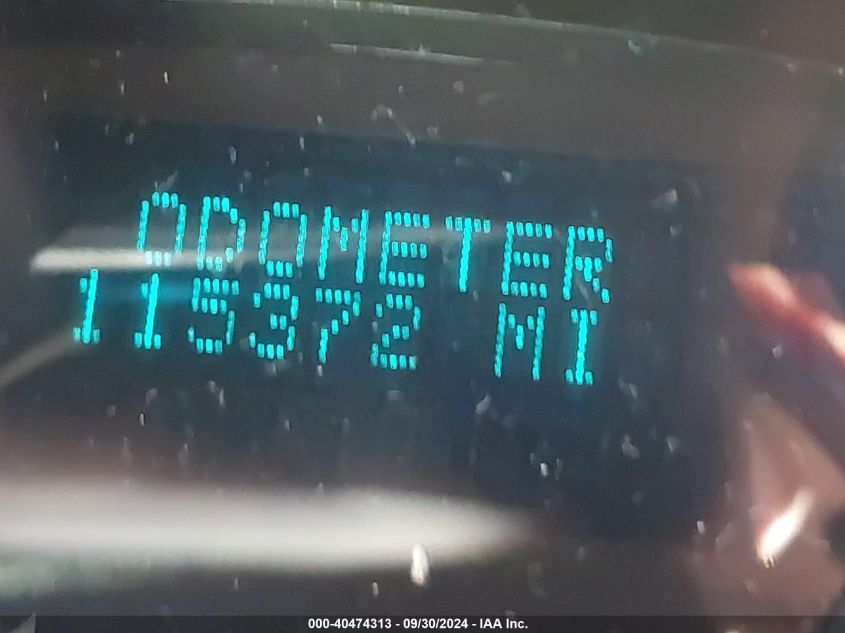 ODOMETER
115372 MI
000-40474313 - 09/30/2024 - IAA Inc.